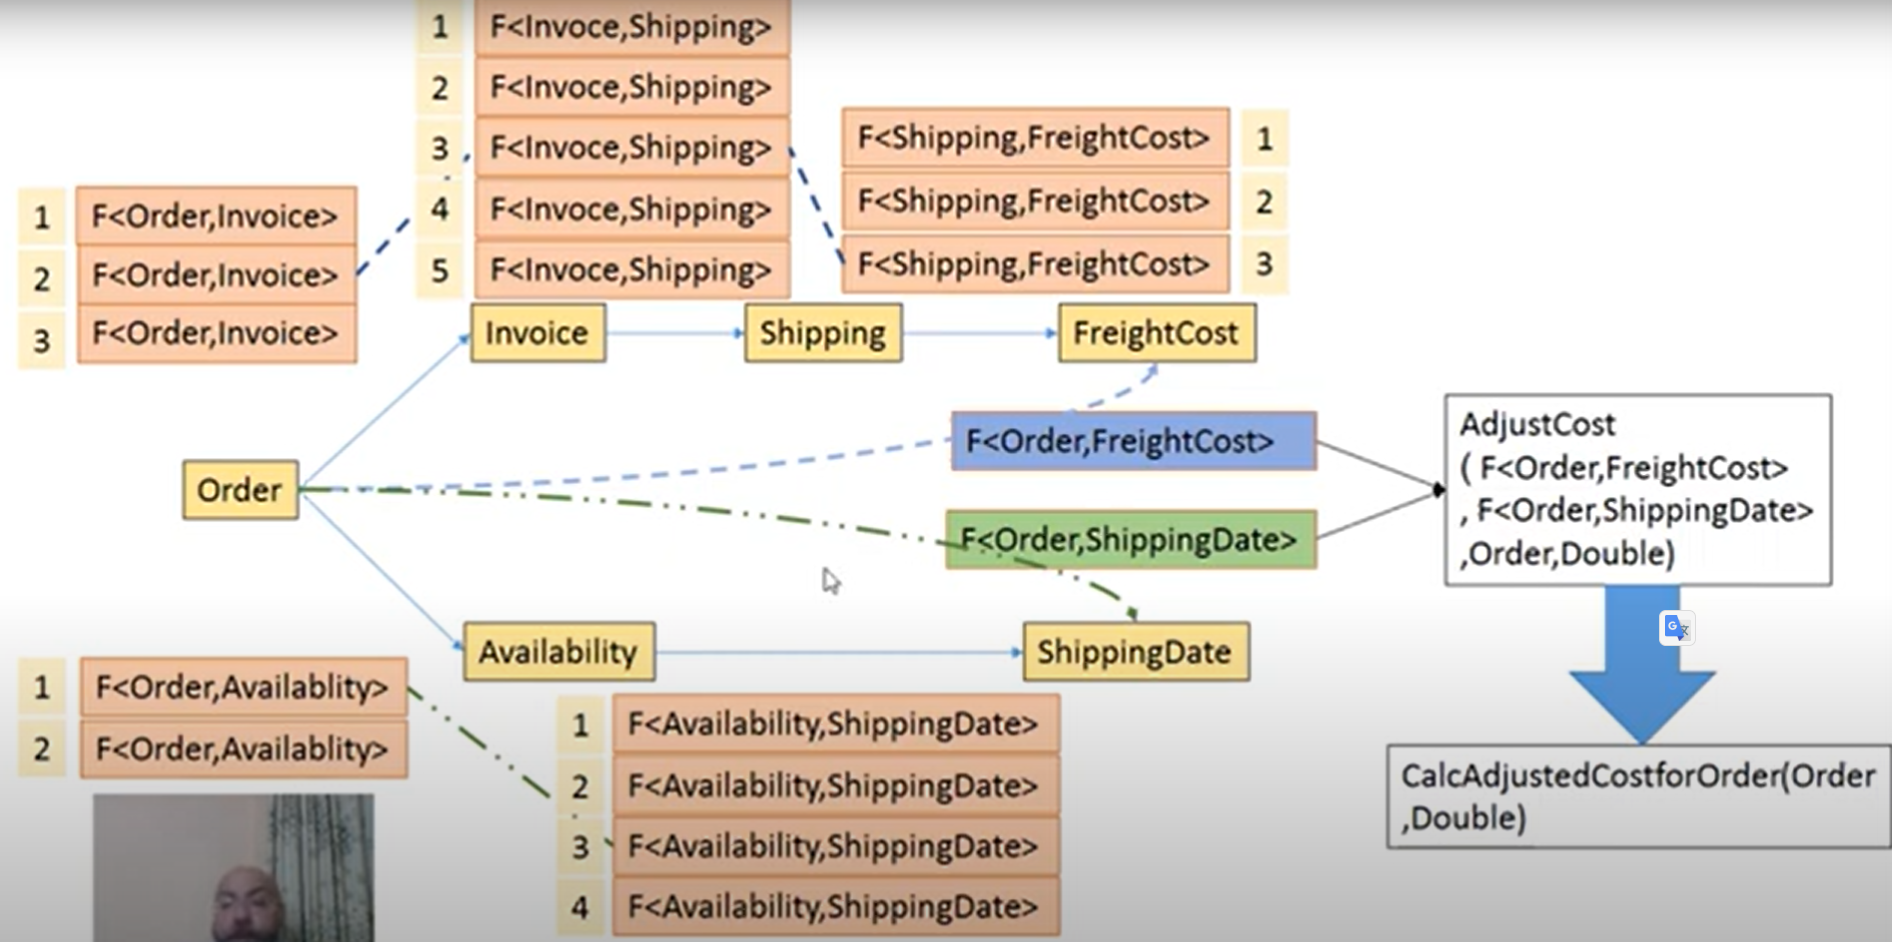 1 F<Invoce,Shipping>
2 F<Invoce,Shipping>
3 F<Invoce,Shipping>
4 F<Invoce,Shipping>
5 F<Invoce,Shipping>
F<Shipping,FreightCost> 1
F<Shipping,FreightCost> 2
F<Shipping,FreightCost> 3
1 F<Order,Invoice>
2 F<Order,Invoice>
3 F<Order,Invoice>
Invoice
Shipping
FreightCost
F<Order,FreightCost>
Order
F<Order,ShippingDate>
AdjustCost
( F<Order,FreightCost>
, F<Order,ShippingDate>
,Order,Double)
G
文
Availability
ShippingDate
1 F<Order,Availablity>
2 F<Order,Availablity>
1 F<Availability,ShippingDate>
2 F<Availability,ShippingDate>
3 F<Availability,ShippingDate>
4 F<Availability,ShippingDate>
CalcAdjustedCostforOrder(Order
,Double)